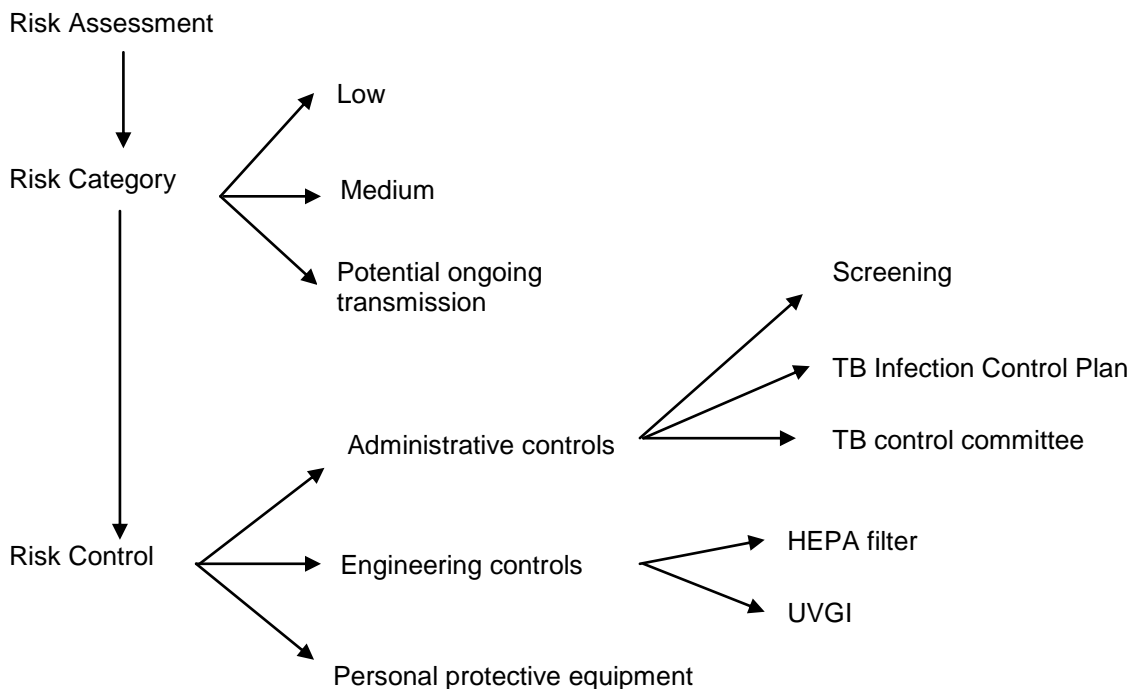 Risk Assessment
Low
Risk Category
Medium
Potential ongoing
transmission
Screening
TB Infection Control Plan
Administrative controls
TB control committee
Risk Control
HEPA filter
Engineering controls
UVGI
Personal protective equipment